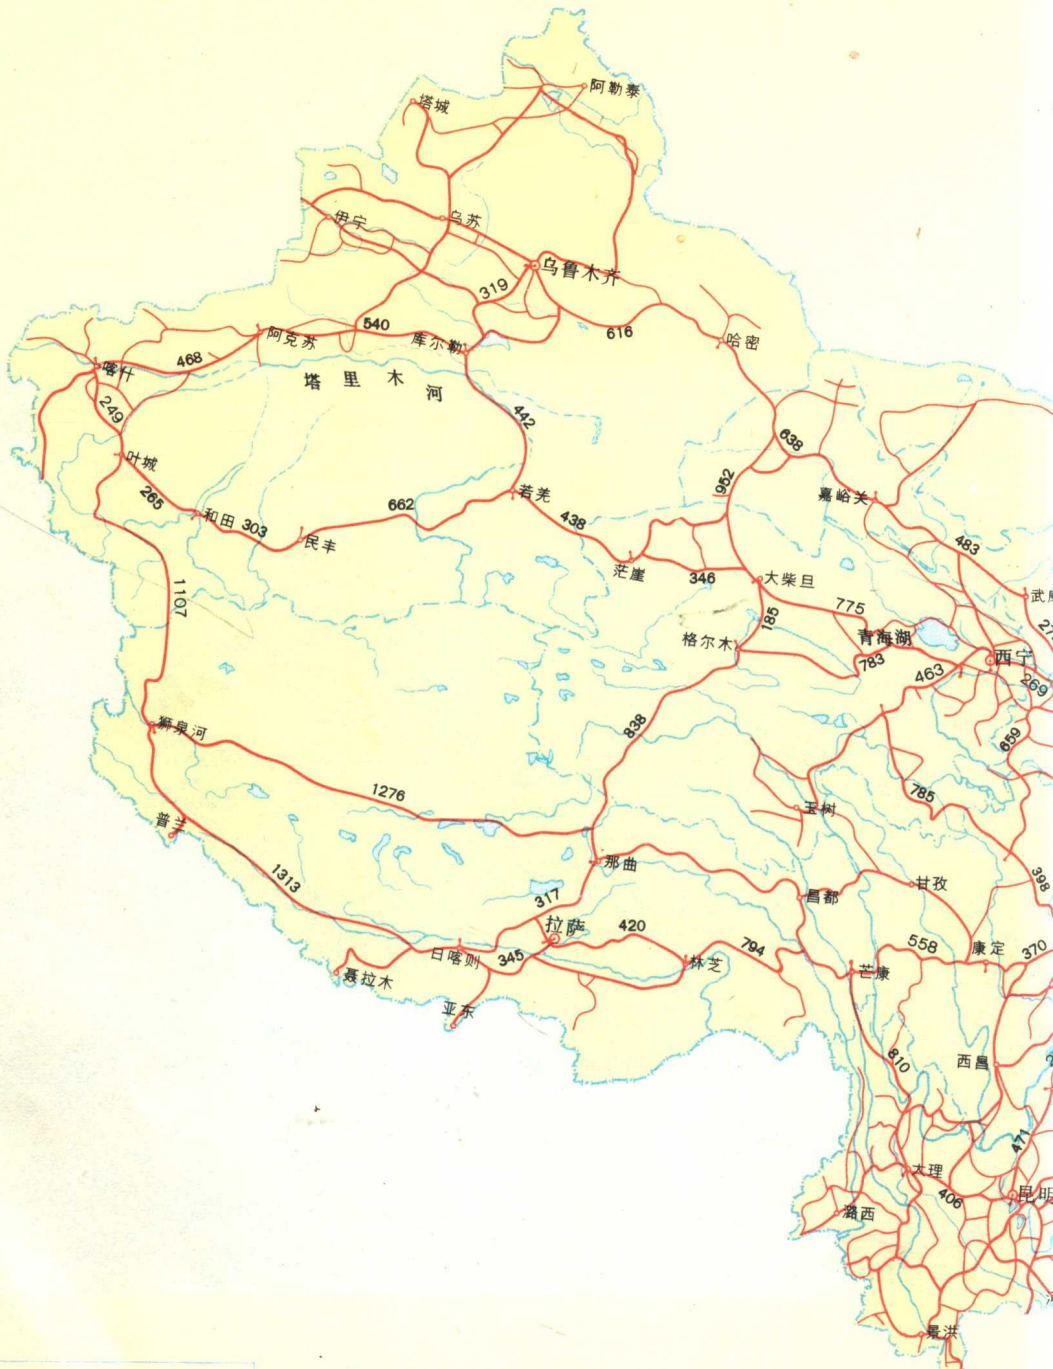 阿勒泰
塔城
伊宁
乌苏
乌鲁木齐
319
616
哈密
阿克苏
540
库尔勒
喀什
468
塔里木河
249
442
638
叶城
952
265
和田
303
662
若羌
嘉峪关
民丰
438
483
茫崖
346
大柴旦
1107
775
武威
185
青海湖
格尔木
783
西宁
463
269
狮泉河
838
659
1276
785
普兰
玉树
1313
那曲
398
甘孜
317
昌都
拉萨
420
794
558
康定
370
日喀则
345
林芝
芒康
聂拉木
亚东
810
西昌
471
大理
406
昆明
潞西
景洪